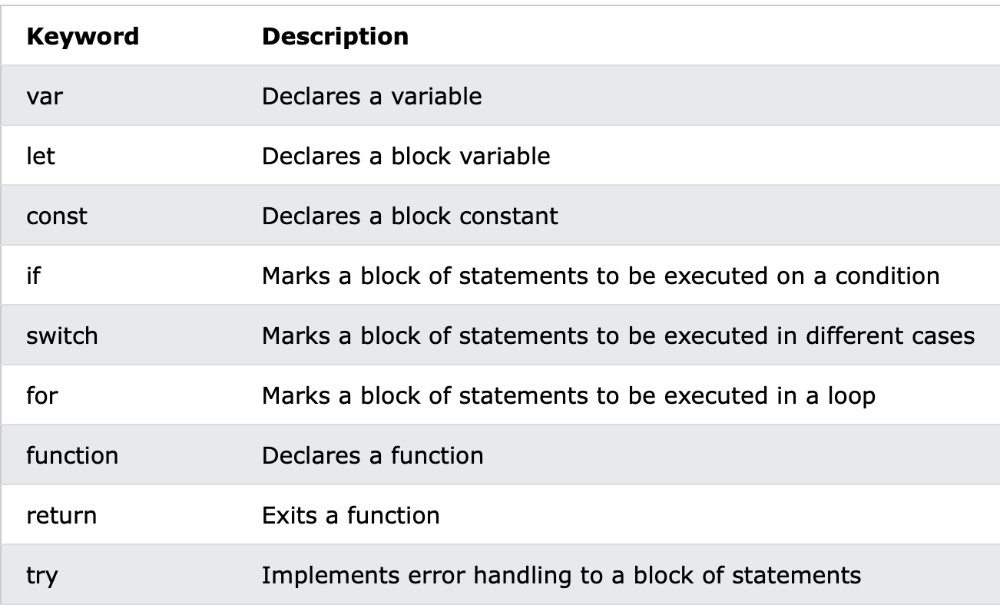 Keyword Description
var Declares a variable
let Declares a block variable
const Declares a block constant
if Marks a block of statements to be executed on a condition
switch Marks a block of statements to be executed in different cases
for Marks a block of statements to be executed in a loop
function Declares a function
return Exits a function
try Implements error handling to a block of statements